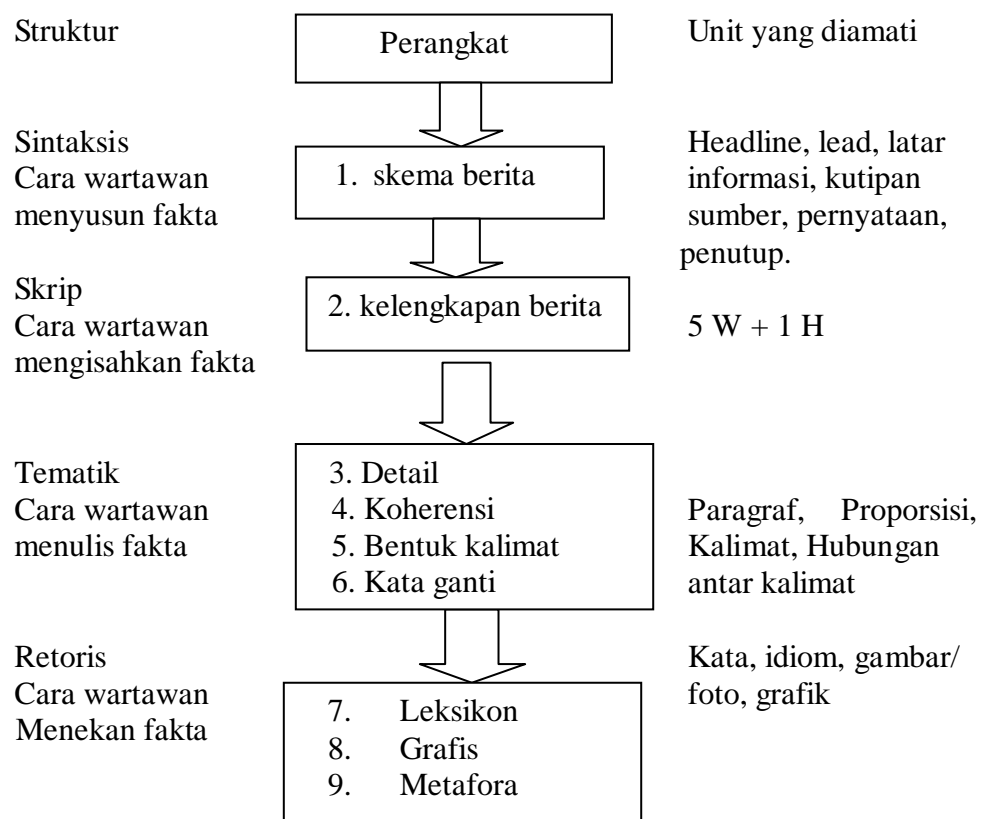 Struktur
Perangkat
Unit yang diamati
Sintaksis
Cara wartawan
menyusun fakta
1. skema berita
Headline, lead, latar
informasi, kutipan
sumber, pernyataan,
penutup.
Skrip
Cara wartawan
mengisahkan fakta
2. kelengkapan berita
5 W + 1 H
Tematik
Cara wartawan
menulis fakta
3. Detail
4. Koherensi
5. Bentuk kalimat
6. Kata ganti
Paragraf, Proporsisi,
Kalimat, Hubungan
antar kalimat
Retoris
Cara wartawan
Menekan fakta
7. Leksikon
8. Grafis
9. Metafora
Kata, idiom, gambar/
foto, grafik